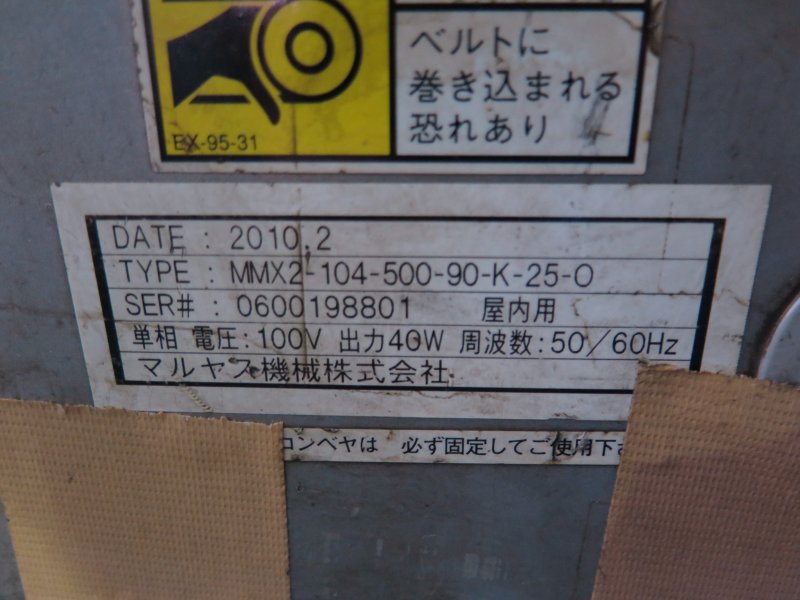 EX-95-31
ベルトに
巻き込まれる
恐れあり
DATE : 2010.2
TYPE : MMX2-104-500-90-K-25-O
SER# : 0600198801 屋内用
単相 電圧:100V 出力40W 周波数:50/60Hz
マルヤス機械株式会社
コンベヤは 必ず固定してご使用下さ